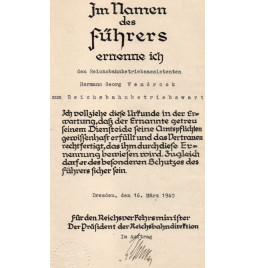 Im Namen
des
Führers
ernenne ich
den Reichsbahnbetriebsassistenten
Hermann Georg Wendrock
zum Reichsbahnbetriebswart
Ich vollziehe diese Urkunde in der Er-
wartung, daß der Ernannte getreu
seinem Diensteide seine Amtspflichten
gewissenhaft erfüllt und das Vertrauen
rechtfertigt, das ihm durch diese Er-
nennung bewiesen wird. Zugleich
darf er des besonderen Schutzes des
Führers sicher sein.
Dresden, den 16. März 1940
Für den Reichsverkehrsminister
Der Präsident der Reichsbahndirektion
Im Auftrag